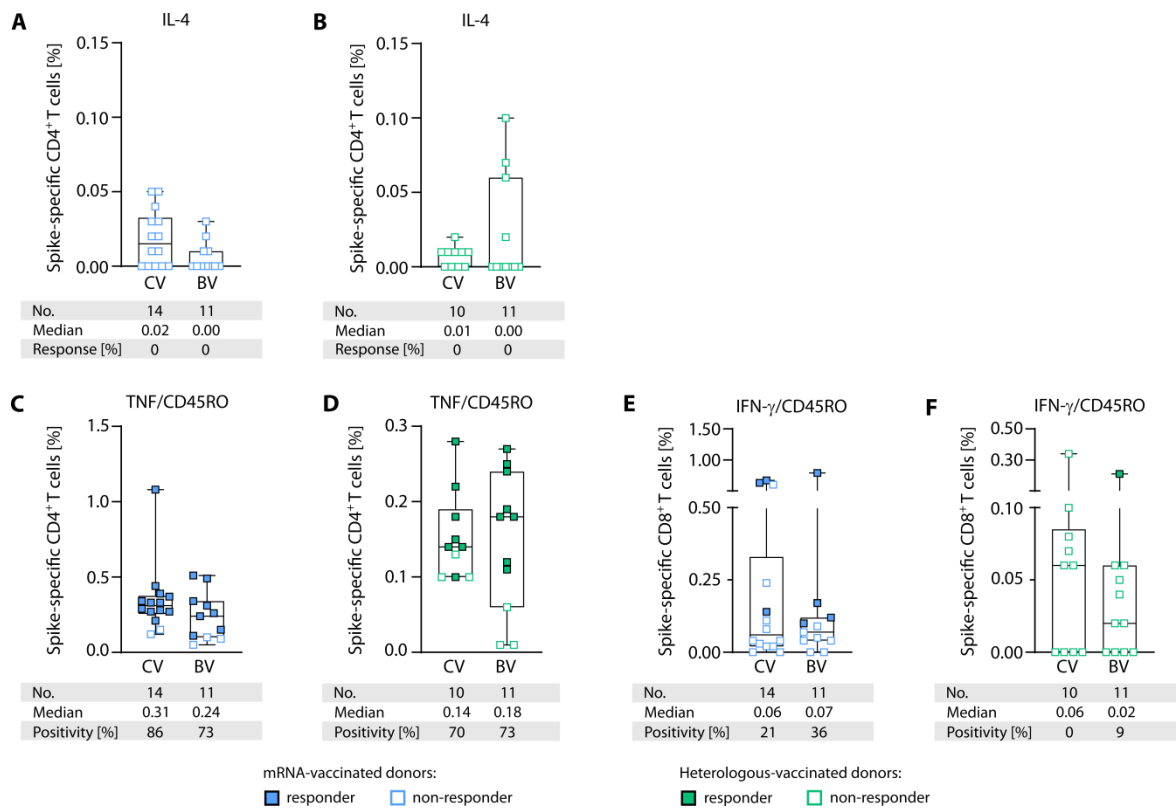 A
IL-4
Spike-specific CD4+ T cells [%]
0.15
0.10
0.05
0.00
CV BV
No. 14 11
Median 0.02 0.00
Response [%] 0 0
B
IL-4
Spike-specific CD4+ T cells [%]
0.15
0.10
0.05
0.00
CV BV
No. 10 11
Median 0.01 0.00
Response [%] 0 0
C
TNF/CD45RO
Spike-specific CD4+ T cells [%]
1.5
1.0
0.5
0.0
CV BV
No. 14 11
Median 0.31 0.24
Positivity [%] 86 73
D
TNF/CD45RO
Spike-specific CD4+ T cells [%]
0.3
0.2
0.1
0.0
CV BV
No. 10 11
Median 0.14 0.18
Positivity [%] 70 73
E
IFN-γ/CD45RO
Spike-specific CD8+ T cells [%]
1.50
1.00
0.50
0.25
0.00
CV BV
No. 14 11
Median 0.06 0.07
Positivity [%] 21 36
F
IFN-γ/CD45RO
Spike-specific CD8+ T cells [%]
0.50
0.30
0.10
0.05
0.00
CV BV
No. 10 11
Median 0.06 0.02
Positivity [%] 0 9
mRNA-vaccinated donors:
responder non-responder
Heterologous-vaccinated donors:
responder non-responder